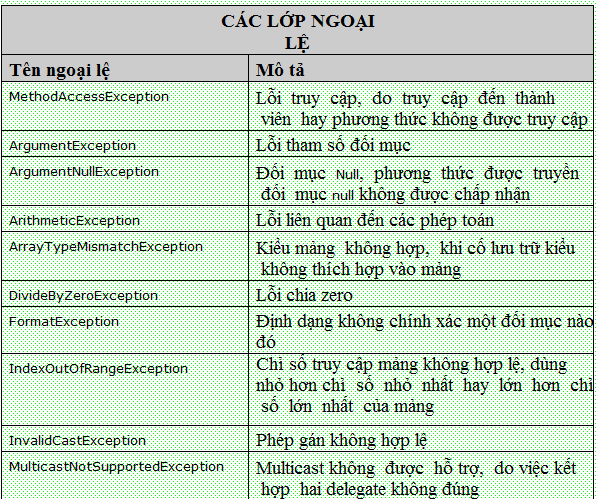 CÁC LỚP NGOẠI
LỆ
Tên ngoại lệ Mô tả
MethodAccessException Lỗi truy cập, do truy cập đến thành
viên hay phương thức không được truy cập
ArgumentException Lỗi tham số đối mục
ArgumentNullException Đối mục Null, phương thức được truyền
đối mục null không được chấp nhận
ArithmeticException Lỗi liên quan đến các phép toán
ArrayTypeMismatchException Kiểu mảng không hợp, khi cố lưu trữ kiểu
không thích hợp vào mảng
DivideByZeroException Lỗi chia zero
FormatException Định dạng không chính xác một đối mục nào
đó
IndexOutOfRangeException Chỉ số truy cập mảng không hợp lệ, dùng
nhỏ hơn chỉ số nhỏ nhất hay lớn hơn chỉ
số lớn nhất của mảng
InvalidCastException Phép gán không hợp lệ
MulticastNotSupportedException Multicast không được hỗ trợ, do việc kết
hợp hai delegate không đúng